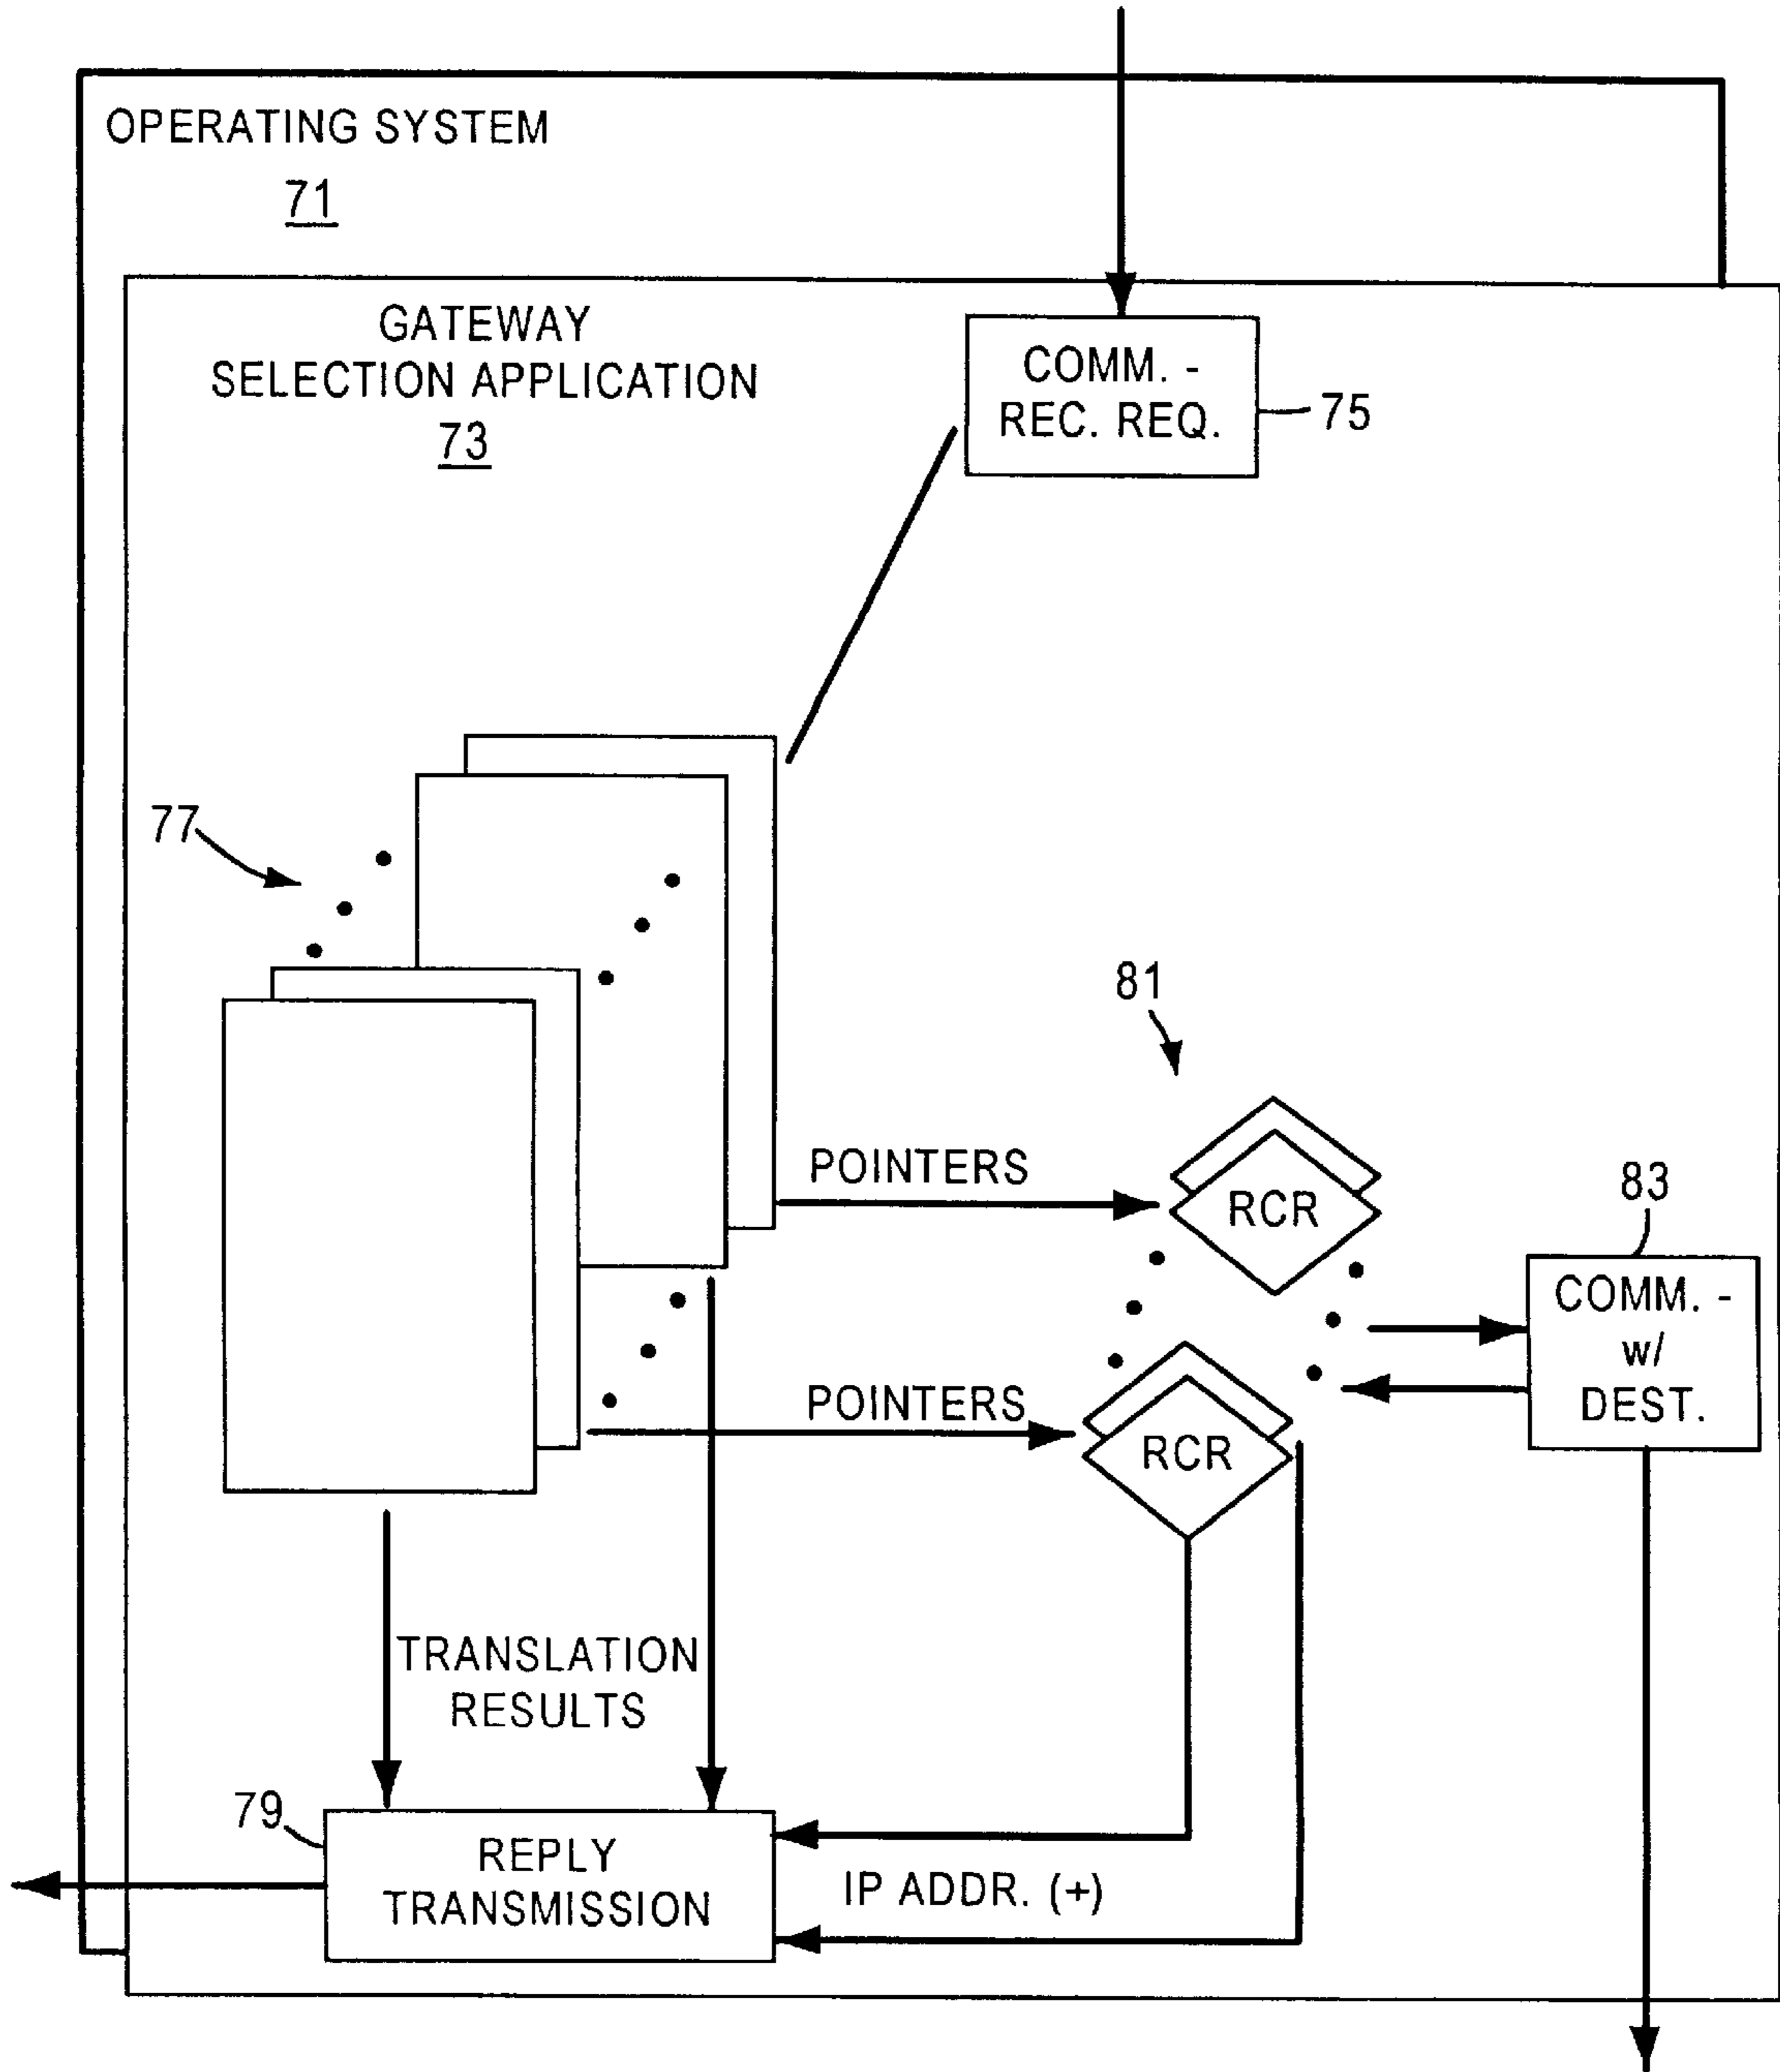 OPERATING SYSTEM
71
GATEWAY
SELECTION APPLICATION
73
COMM. -
REC. REQ.
75
77
81
POINTERS
RCR
83
COMM. -
w/
DEST.
POINTERS
RCR
TRANSLATION
RESULTS
79
REPLY
TRANSMISSION
IP ADDR. (+)